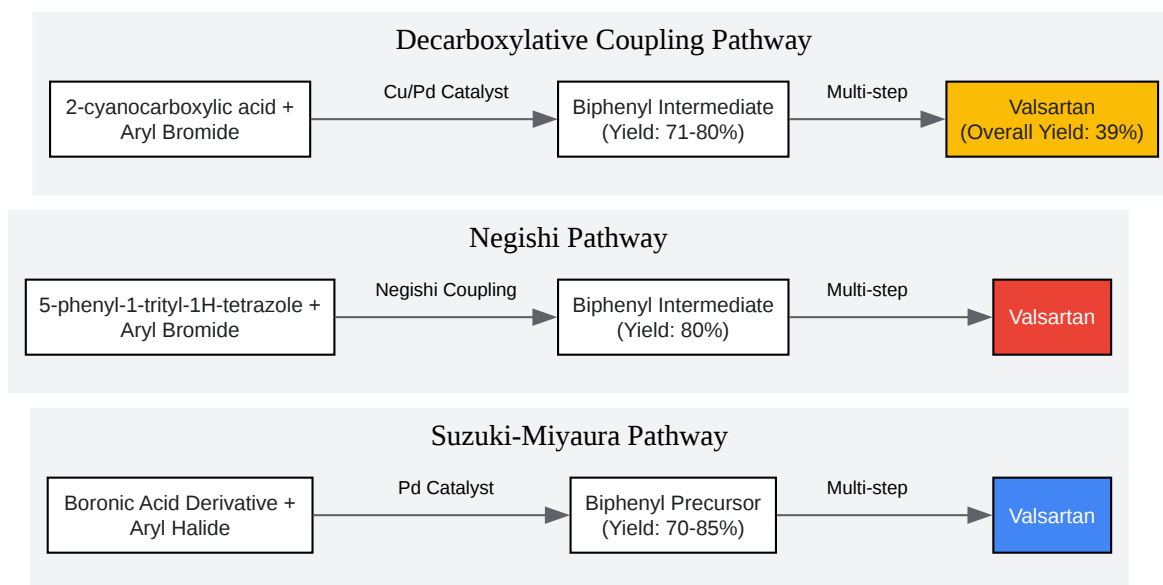 Decarboxylative Coupling Pathway
2-cyanocarboxylic acid +
Aryl Bromide
Cu/Pd Catalyst
Biphenyl Intermediate
(Yield: 71-80%)
Multi-step
Valsartan
(Overall Yield: 39%)
Negishi Pathway
5-phenyl-1-trityl-1H-tetrazole +
Aryl Bromide
Negishi Coupling
Biphenyl Intermediate
(Yield: 80%)
Multi-step
Valsartan
Suzuki-Miyaura Pathway
Boronic Acid Derivative +
Aryl Halide
Pd Catalyst
Biphenyl Precursor
(Yield: 70-85%)
Multi-step
Valsartan